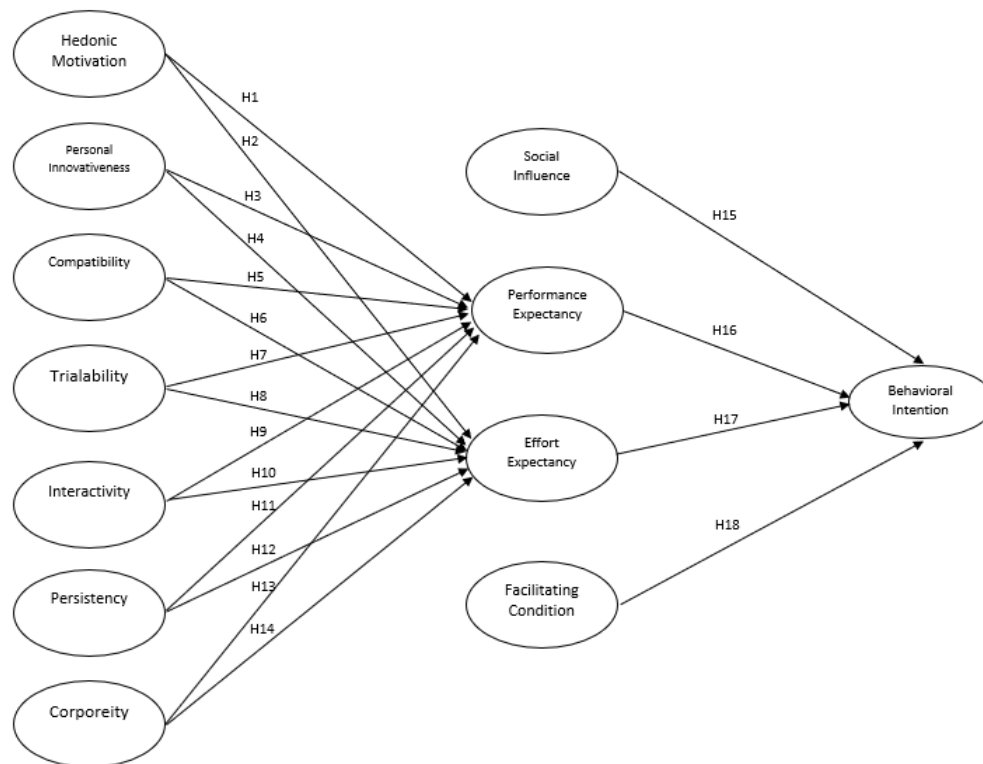 Hedonic
Motivation
Personal
Innovativeness
Compatibility
Trialability
Interactivity
Persistency
Corporeity
H1
H2
H3
H4
H5
H6
H7
H8
H9
H10
H11
H12
H13
H14
Social
Influence
Performance
Expectancy
Effort
Expectancy
Facilitating
Condition
H15
H16
H17
H18
Behavioral
Intention